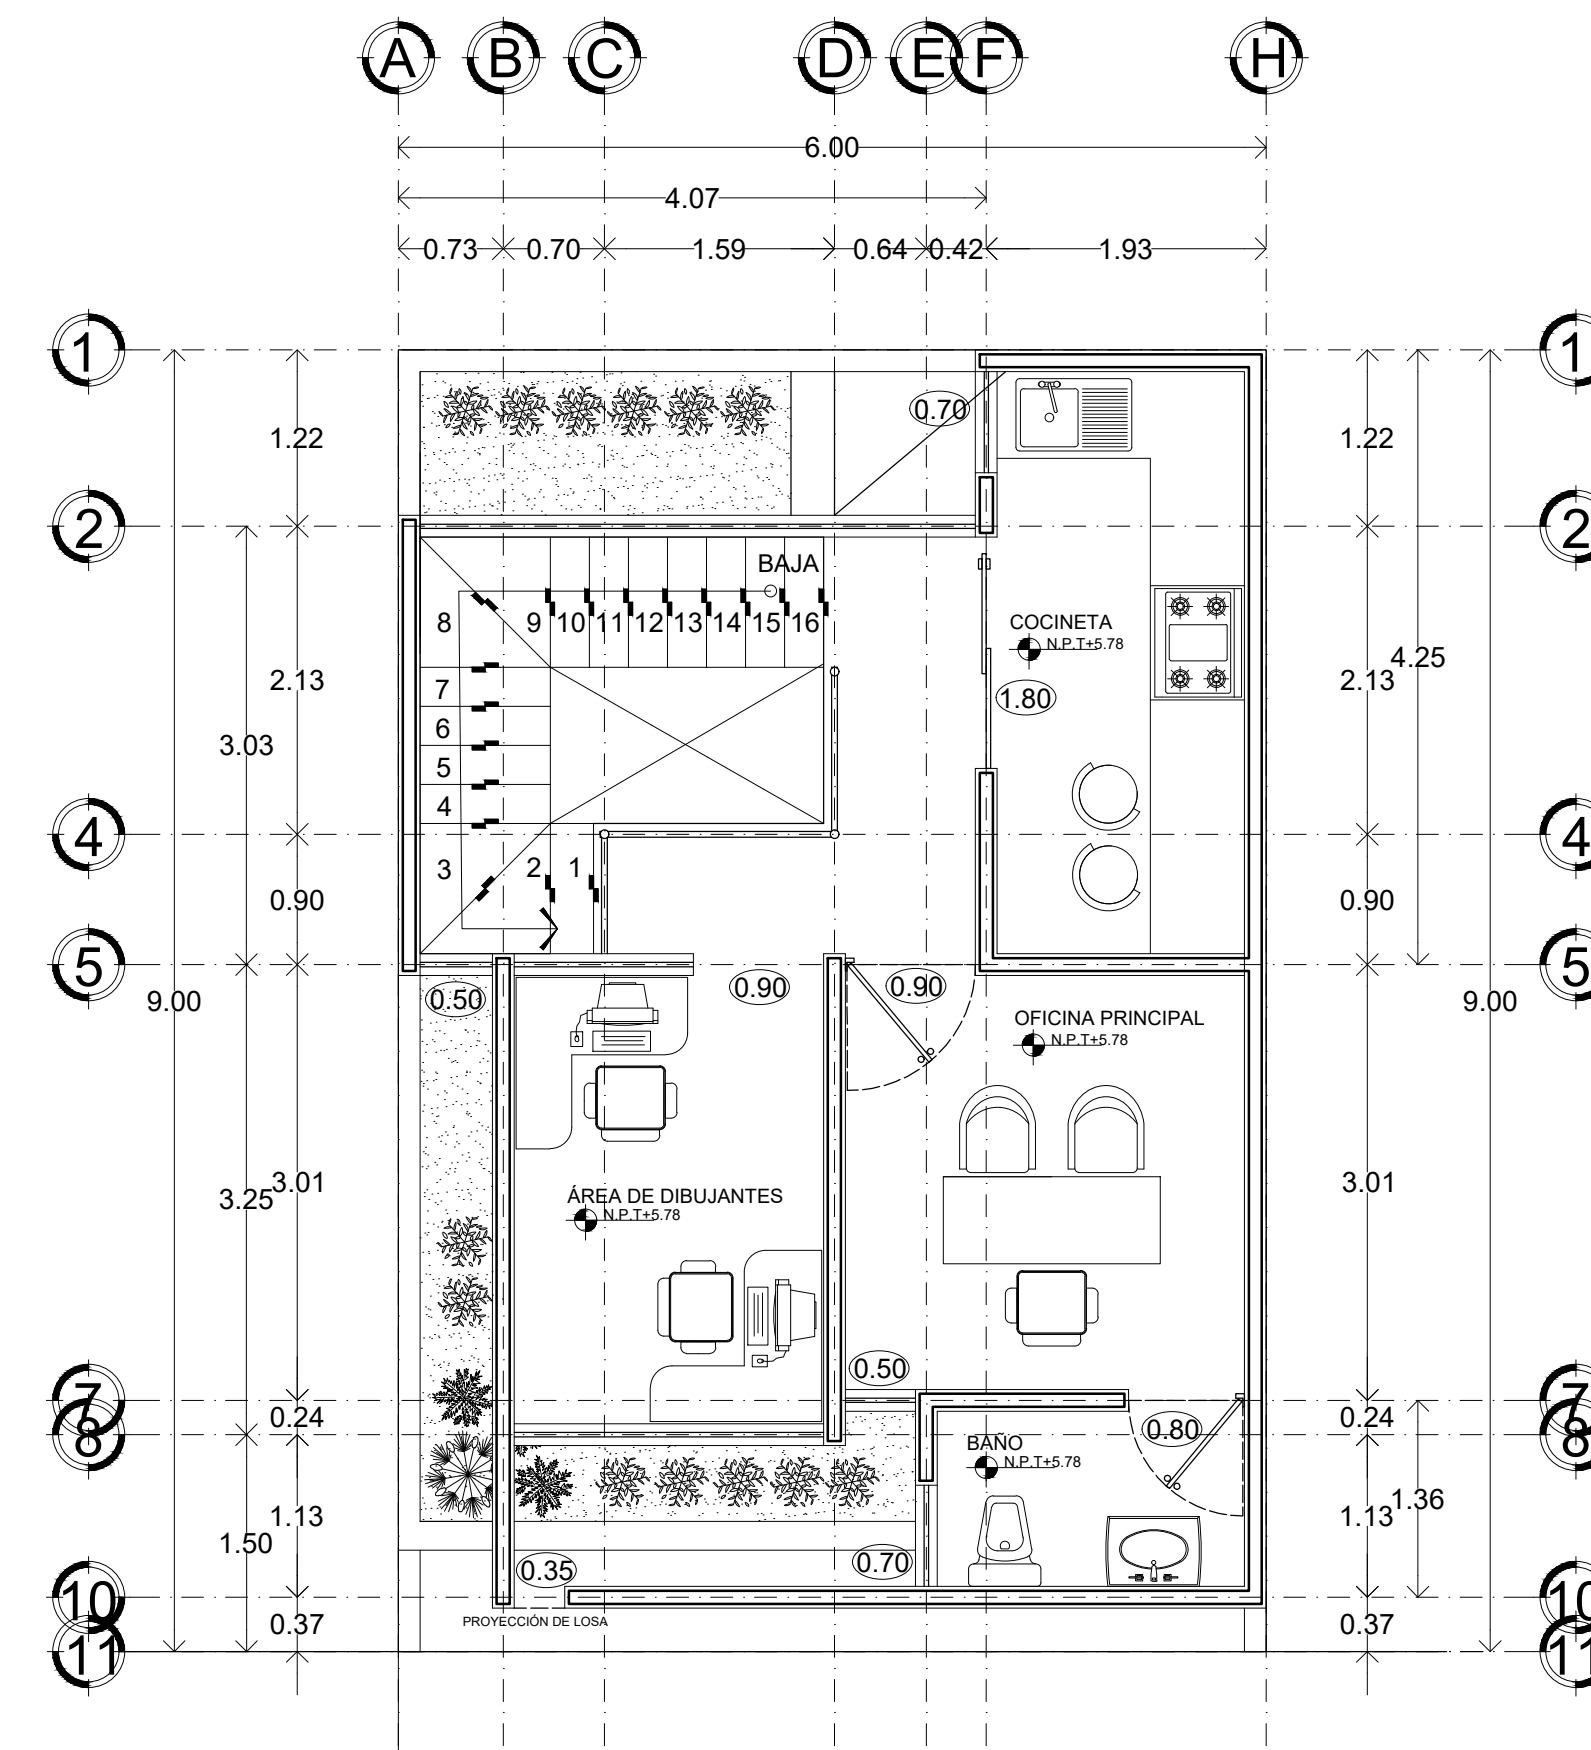 A B C D E F H
6.00
4.07
0.73 0.70 1.59 0.64 0.42 1.93
1 1
0.70
1.22 1.22
2 2
BAJA
8 9 10 11 12 13 14 15 16
COCINETA
N.P.T+5.78
4.25
2.13 2.13
7
1.80
6
3.03
5
4
4 4
3 2 1
0.90 0.90
5 5
0.50 0.90 0.90
9.00 9.00
OFICINA PRINCIPAL
N.P.T+5.78
3.25 3.01 3.01
ÁREA DE DIBUJANTES
N.P.T+5.78
0.50
7 7
0.24 0.80 0.24
8 8
BAÑO
N.P.T+5.78
1.36
1.13 1.13
1.50
0.35 0.70
10 10
PROYECCIÓN DE LOSA
0.37 0.37
11 11